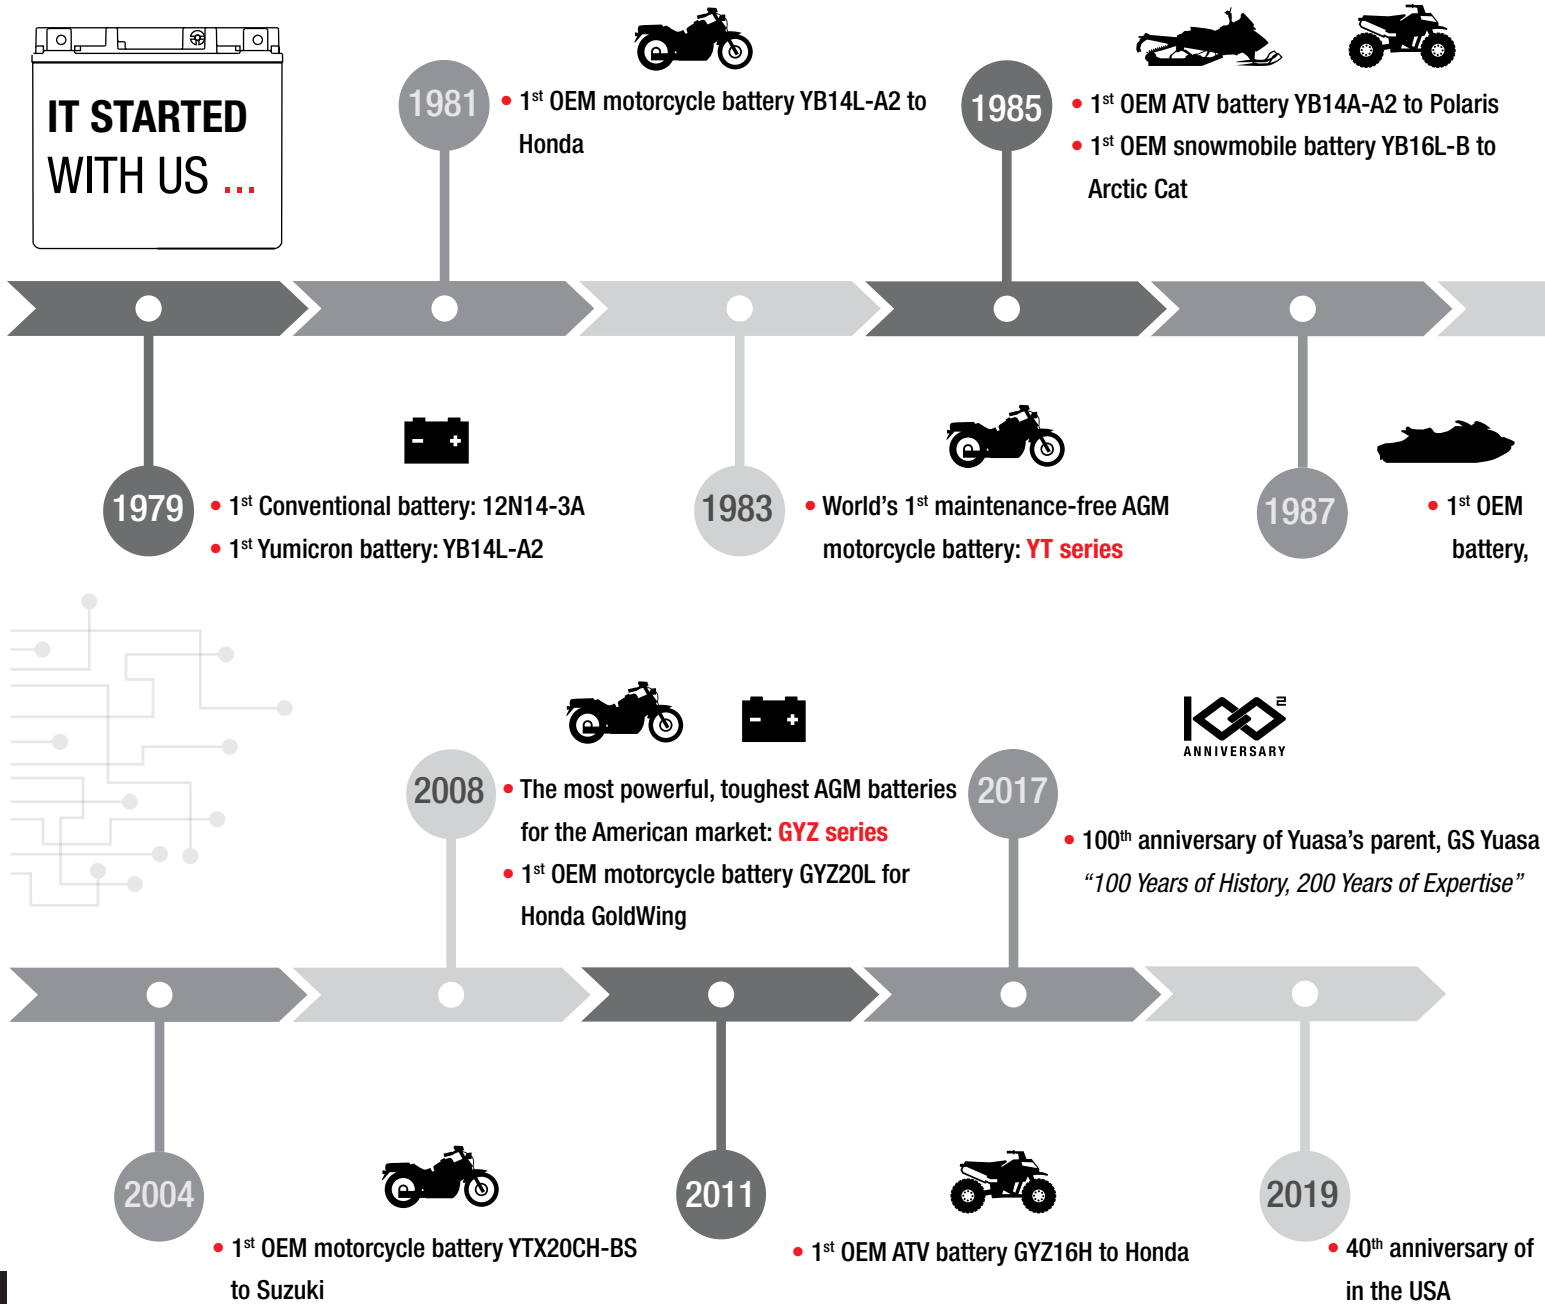 IT STARTED
WITH US ...
1981
• 1st OEM motorcycle battery YB14L-A2 to
Honda
1985
• 1st OEM ATV battery YB14A-A2 to Polaris
• 1st OEM snowmobile battery YB16L-B to
Arctic Cat
1979
• 1st Conventional battery: 12N14-3A
• 1st Yumicron battery: YB14L-A2
1983
• World’s 1st maintenance-free AGM
motorcycle battery: YT series
1987
• 1st OEM
battery,
2008
• The most powerful, toughest AGM batteries
for the American market: GYZ series
• 1st OEM motorcycle battery GYZ20L for
Honda GoldWing
2017
100 2
ANNIVERSARY
• 100th anniversary of Yuasa’s parent, GS Yuasa
“100 Years of History, 200 Years of Expertise”
2004
• 1st OEM motorcycle battery YTX20CH-BS
to Suzuki
2011
• 1st OEM ATV battery GYZ16H to Honda
2019
• 40th anniversary of
in the USA